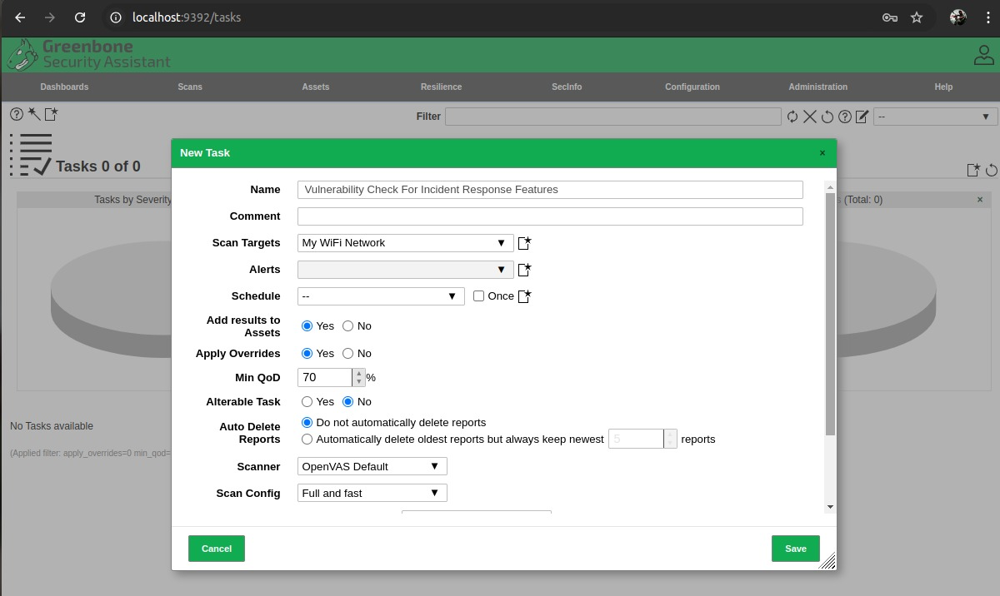 localhost:9392/tasks
Greenbone
Security Assistant
Dashboards Scans Assets Resilience SecInfo Configuration Administration Help
Filter --
Tasks 0 of 0
Tasks by Severity (Total: 0) ×
New Task ×
Name Vulnerability Check For Incident Response Features
Comment
Scan Targets My WiFi Network
Alerts
Schedule -- Once
Add results to
Assets Yes No
Apply Overrides Yes No
Min QoD 70 %
Alterable Task Yes No
Auto Delete
Reports Do not automatically delete reports
Automatically delete oldest reports but always keep newest 5 reports
Scanner OpenVAS Default
Scan Config Full and fast
No Tasks available
(Applied filter: apply_overrides=0 min_qod=
Cancel Save